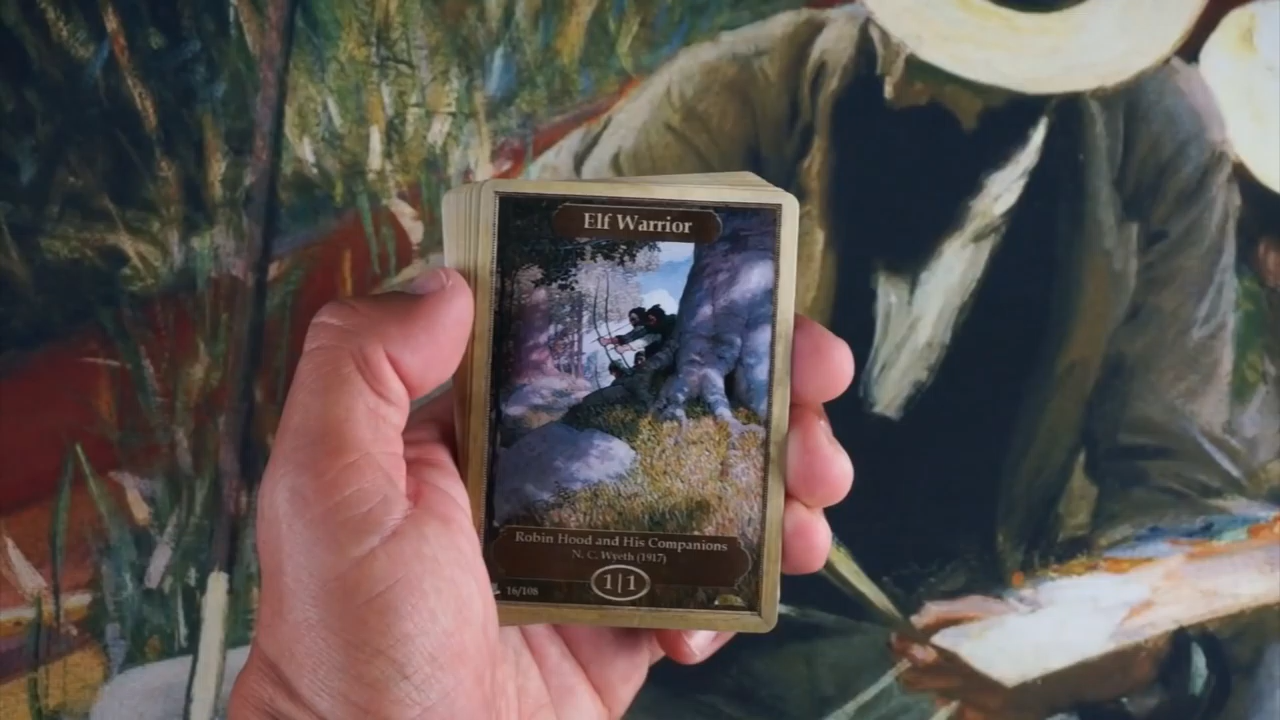 Elf Warrior
Robin Hood and His Companions
N. C. Wyeth (1917)
1|1
16/108